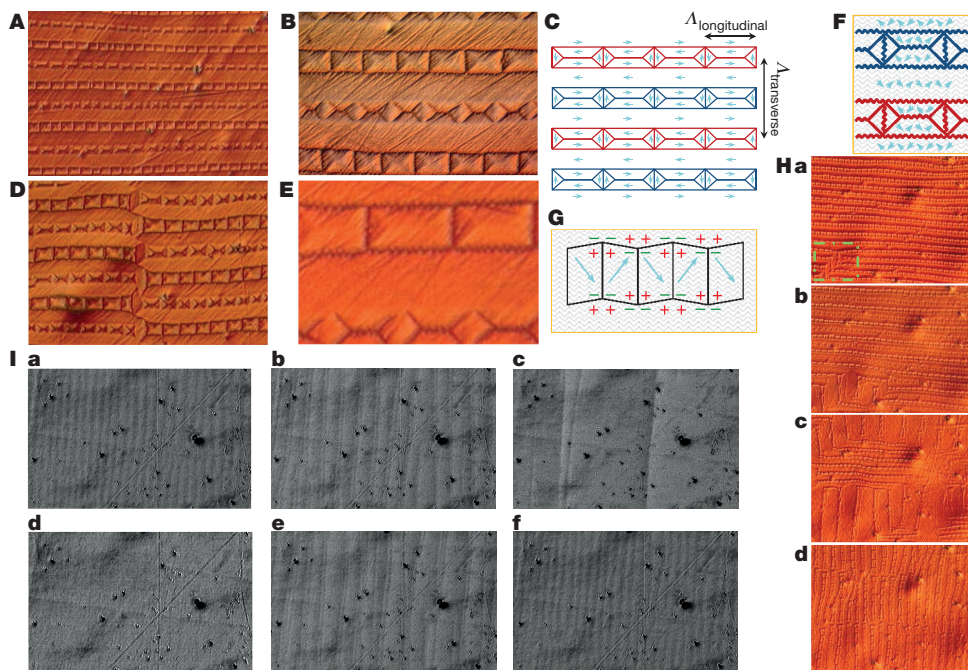 A
B
C
Λlongitudinal
Λtransverse
F
D
E
G
− − + + − − + + − −
+ + − − + + − − + +
− − + + − − + + − −
+ + − − + + − − + +
H a
b
c
d
I a
b
c
d
e
f